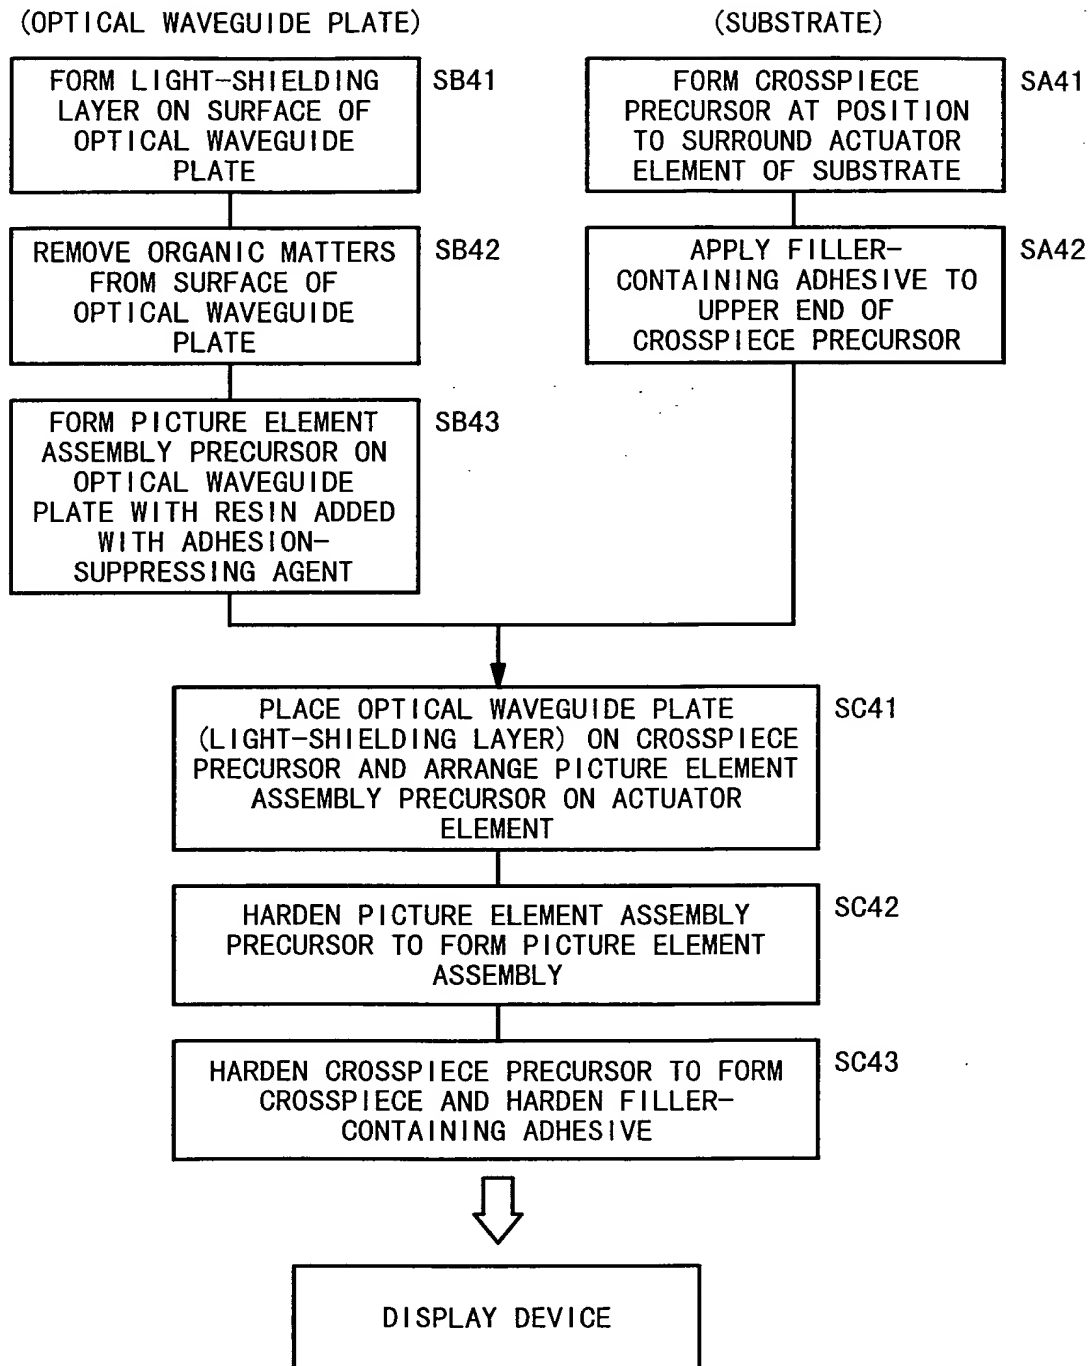 (OPTICAL WAVEGUIDE PLATE)
FORM LIGHT-SHIELDING
LAYER ON SURFACE OF
OPTICAL WAVEGUIDE
PLATE
SB41
REMOVE ORGANIC MATTERS
FROM SURFACE OF
OPTICAL WAVEGUIDE
PLATE
SB42
FORM PICTURE ELEMENT
ASSEMBLY PRECURSOR ON
OPTICAL WAVEGUIDE
PLATE WITH RESIN ADDED
WITH ADHESION-
SUPPRESSING AGENT
SB43
(SUBSTRATE)
FORM CROSSPIECE
PRECURSOR AT POSITION
TO SURROUND ACTUATOR
ELEMENT OF SUBSTRATE
SA41
APPLY FILLER-
CONTAINING ADHESIVE TO
UPPER END OF
CROSSPIECE PRECURSOR
SA42
PLACE OPTICAL WAVEGUIDE PLATE
(LIGHT-SHIELDING LAYER) ON CROSSPIECE
PRECURSOR AND ARRANGE PICTURE ELEMENT
ASSEMBLY PRECURSOR ON ACTUATOR
ELEMENT
SC41
HARDEN PICTURE ELEMENT ASSEMBLY
PRECURSOR TO FORM PICTURE ELEMENT
ASSEMBLY
SC42
HARDEN CROSSPIECE PRECURSOR TO FORM
CROSSPIECE AND HARDEN FILLER-
CONTAINING ADHESIVE
SC43
DISPLAY DEVICE